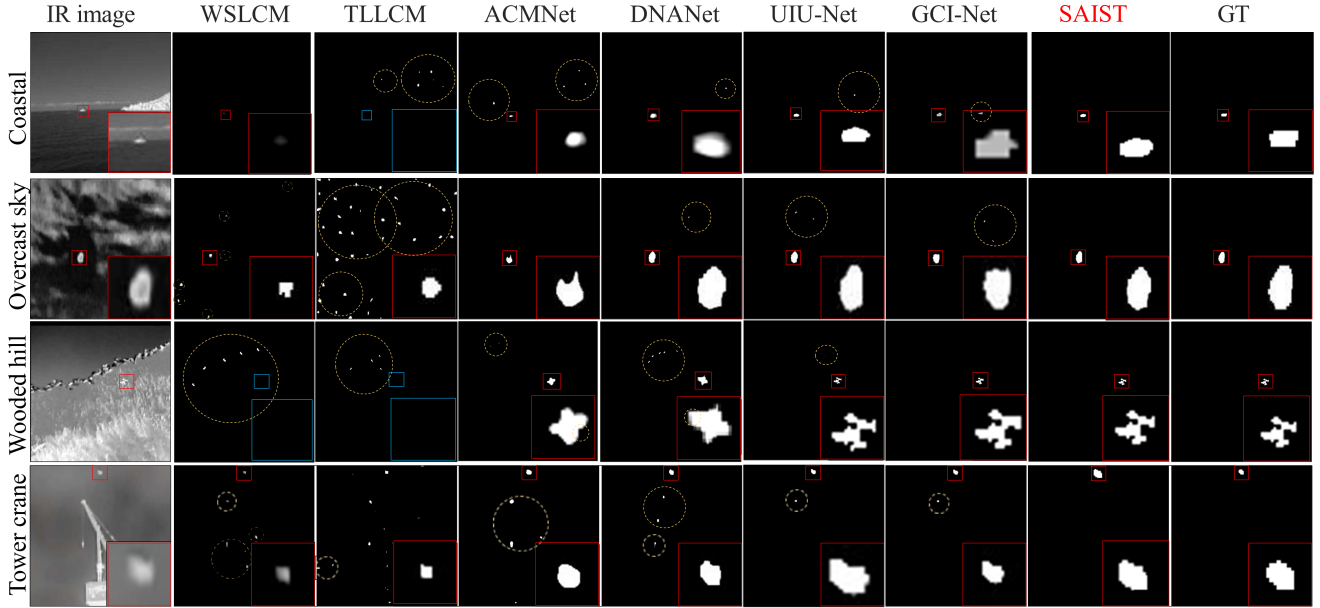 IR image WSLCM TLLCM ACMNet DNANet UIU-Net GCI-Net SAIST GT
Coastal
Overcast sky
Wooded hill
Tower crane